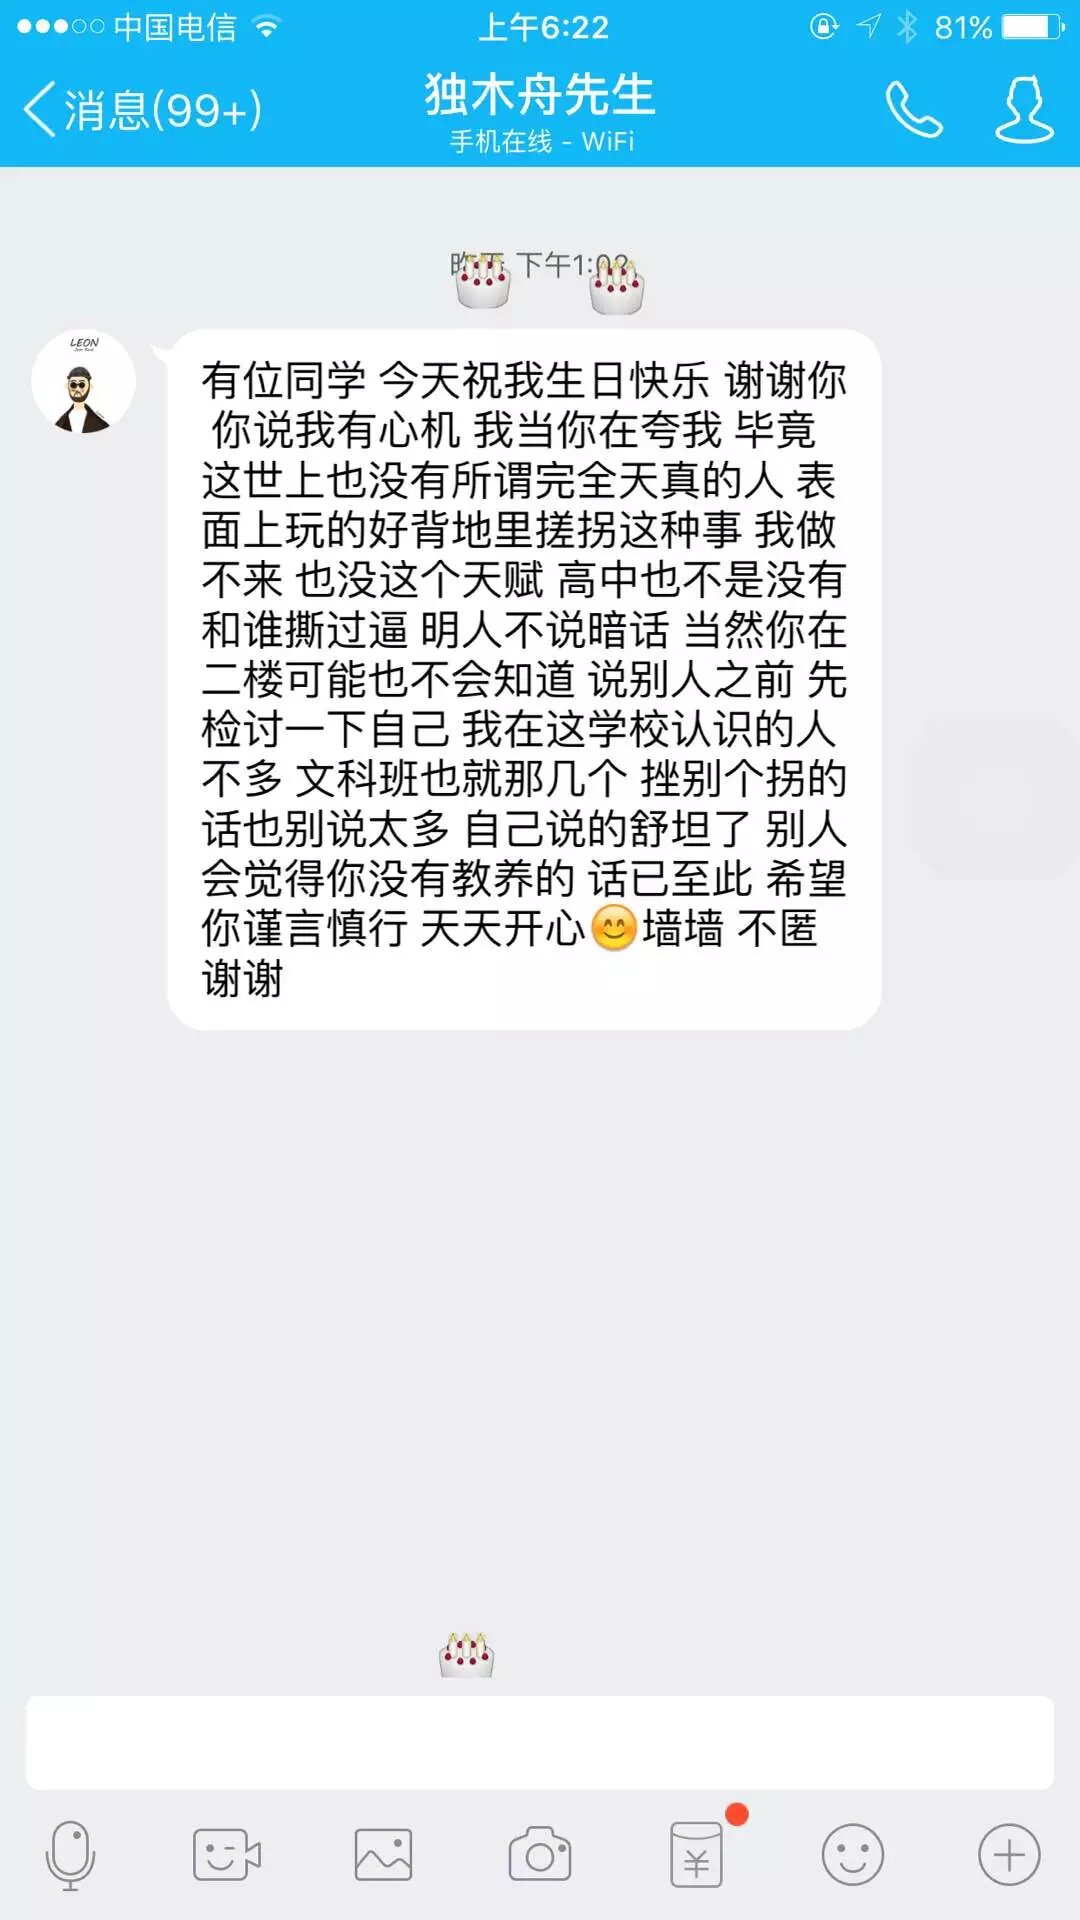 中国电信
上午6:22
81%
消息(99+)
独木舟先生
手机在线 - WiFi
昨天 下午1:02
LEON
有位同学 今天祝我生日快乐 谢谢你
你说我有心机 我当你在夸我 毕竟
这世上也没有所谓完全天真的人 表
面上玩的好背地里搓拐这种事 我做
不来 也没这个天赋 高中也不是没有
和谁撕过逼 明人不说暗话 当然你在
二楼可能也不会知道 说别人之前 先
检讨一下自己 我在这学校认识的人
不多 文科班也就那几个 挫别个拐的
话也别说太多 自己说的舒坦了 别人
会觉得你没有教养的 话已至此 希望
你谨言慎行 天天开心😊墙墙 不匿
谢谢